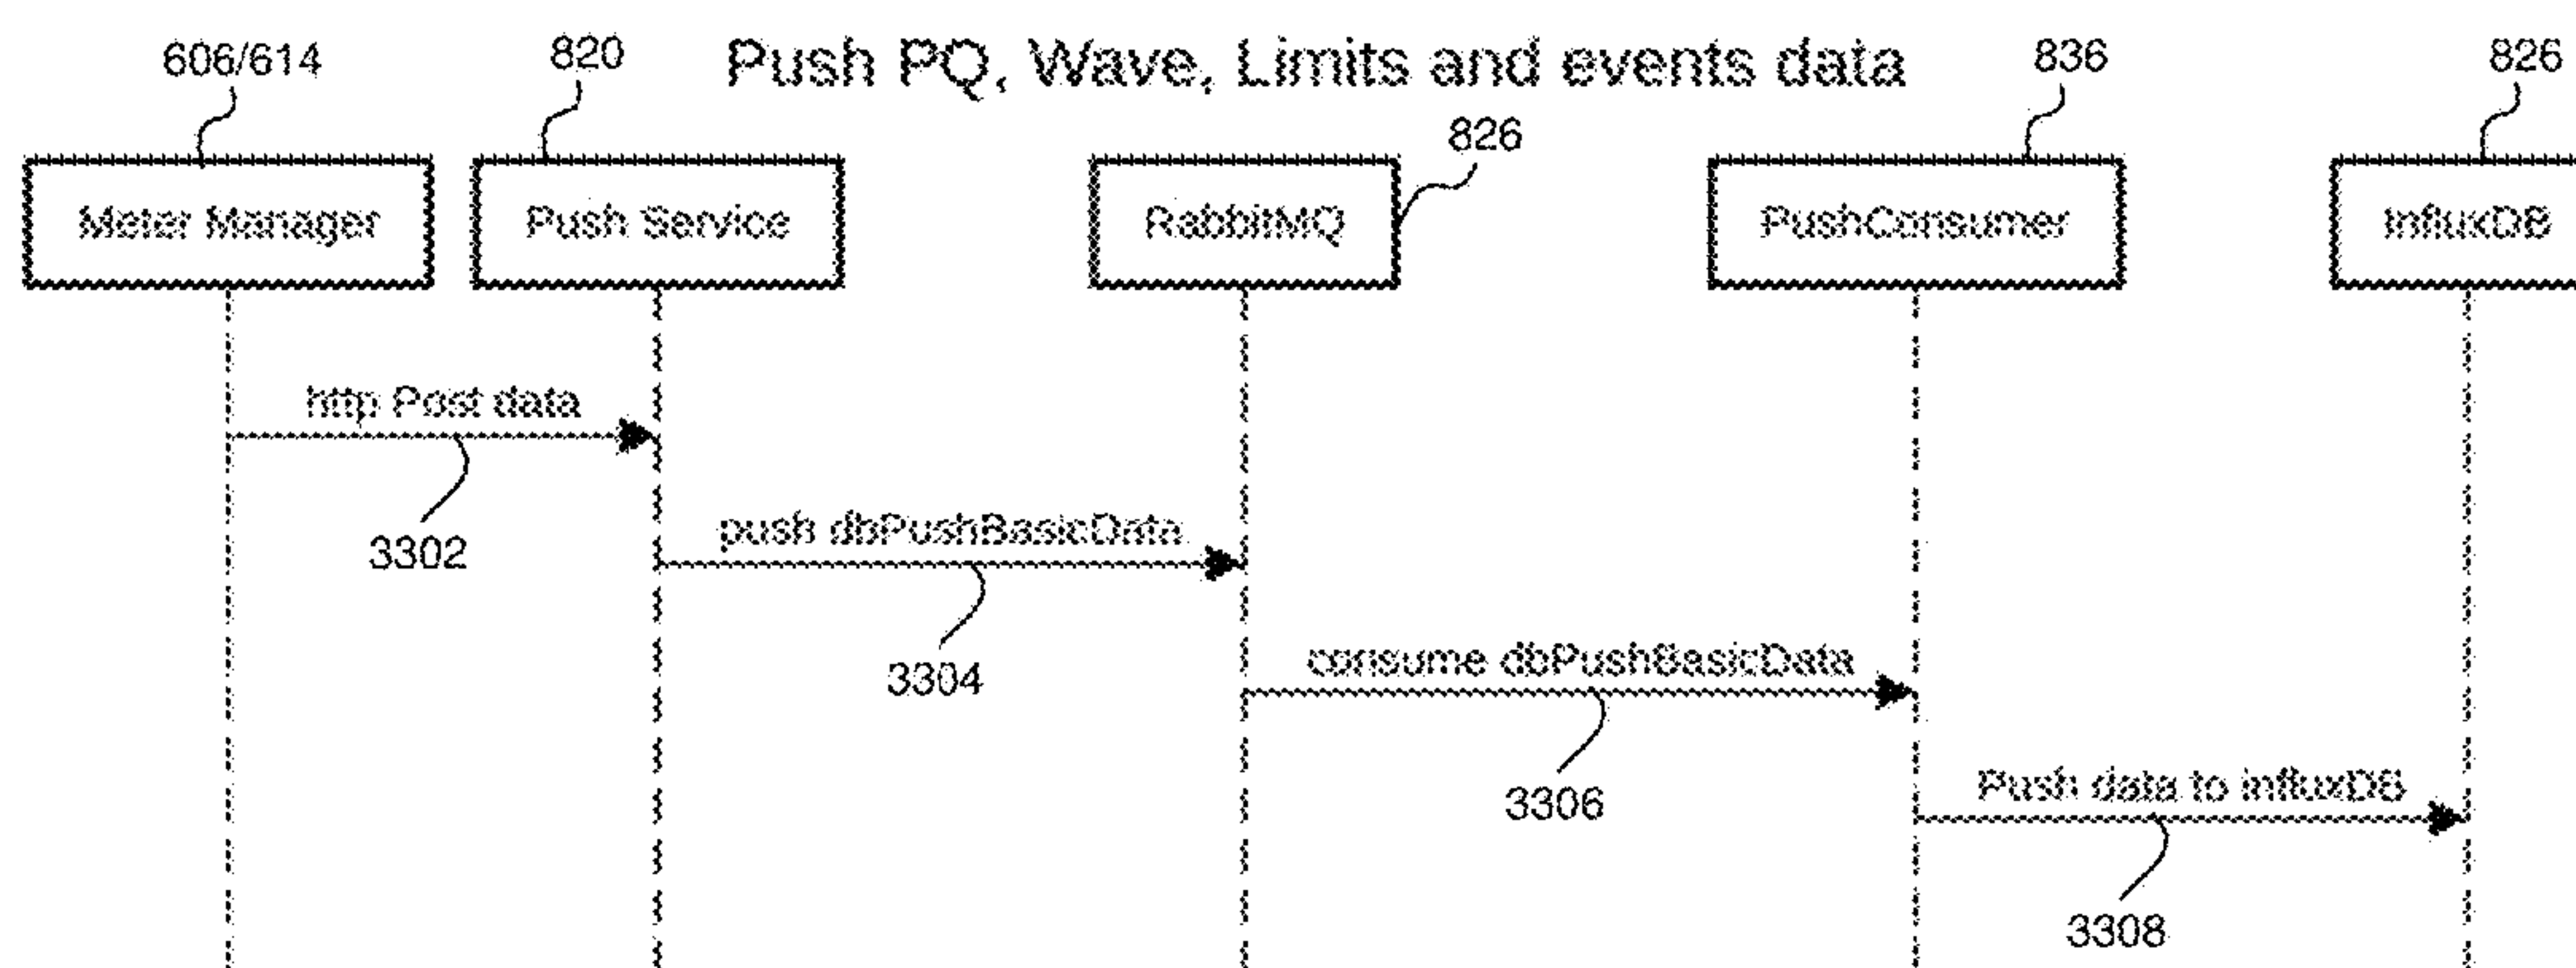 606/614
820
Push PQ, Wave, Limits and events data
836
826
826
Meter Manager
Push Service
RabbitMQ
PushConsumer
InfluxDB
http Post data
3302
push dbPushBasicData
3304
consume dbPushBasicData
3306
Push data to influxDB
3308